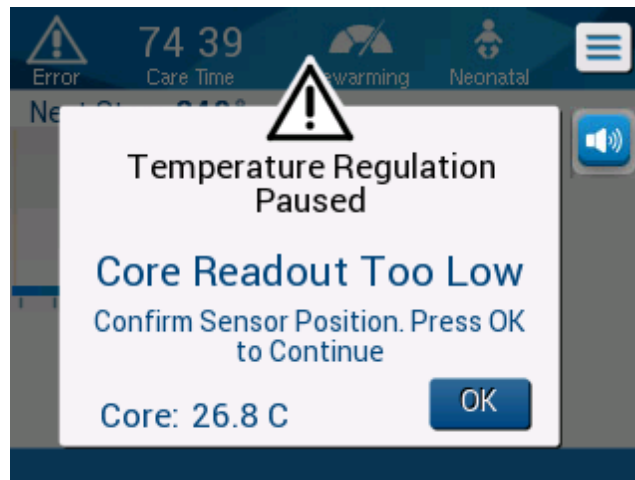 74 39
Error
Care Time
Neonatal
Temperature Regulation
Paused
Core Readout Too Low
Confirm Sensor Position. Press OK
to Continue
Core: 26.8 C
OK